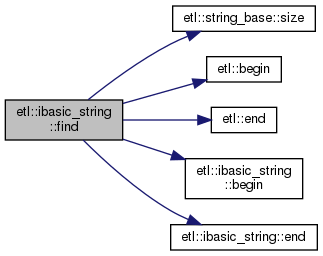 etl::ibasic_string
::find
etl::string_base::size
etl::begin
etl::end
etl::ibasic_string
::begin
etl::ibasic_string::end